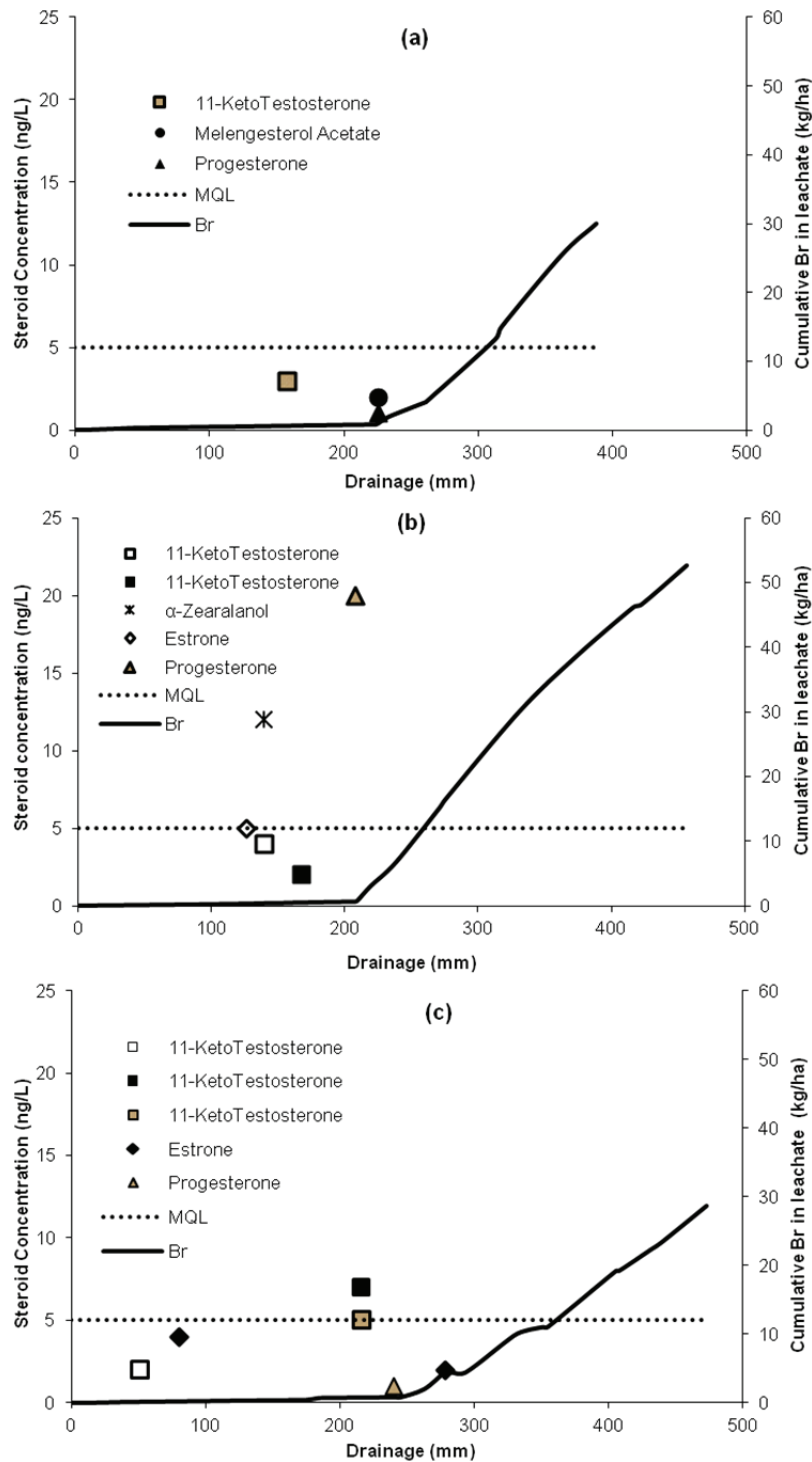 (a)
25
20
15
10
5
0
Steroid Concentration (ng/L)
11-KetoTestosterone
Melengesterol Acetate
Progesterone
MQL
Br
60
50
40
30
20
10
0
Cumulative Br in leachate (kg/ha)
0 100 200 300 400 500
Drainage (mm)
(b)
25
20
15
10
5
0
Steroid concentration (ng/L)
11-KetoTestosterone
11-KetoTestosterone
α-Zearalanol
Estrone
Progesterone
MQL
Br
60
50
40
30
20
10
0
Cumulative Br in leachate (kg/ha)
0 100 200 300 400 500
Drainage (mm)
(c)
25
20
15
10
5
0
Steroid Concentration (ng/L)
11-KetoTestosterone
11-KetoTestosterone
11-KetoTestosterone
Estrone
Progesterone
MQL
Br
60
50
40
30
20
10
0
Cumulative Br in leachate (kg/ha)
0 100 200 300 400 500
Drainage (mm)